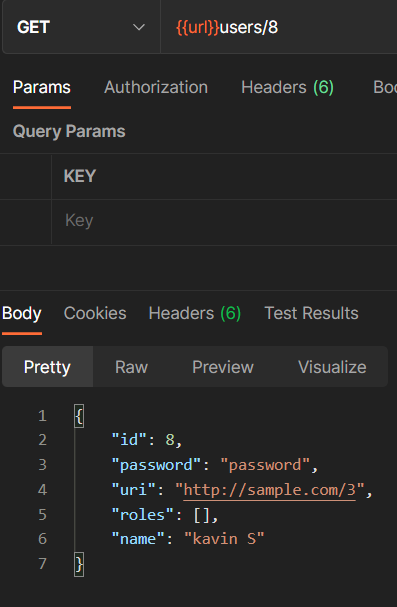 GET {{url}}users/8
Params Authorization Headers (6)
Query Params
KEY
Key
Body Cookies Headers (6) Test Results
Pretty Raw Preview Visualize
1 {
2 "id": 8,
3 "password": "password",
4 "uri": "http://sample.com/3",
5 "roles": [],
6 "name": "kavin S"
7 }